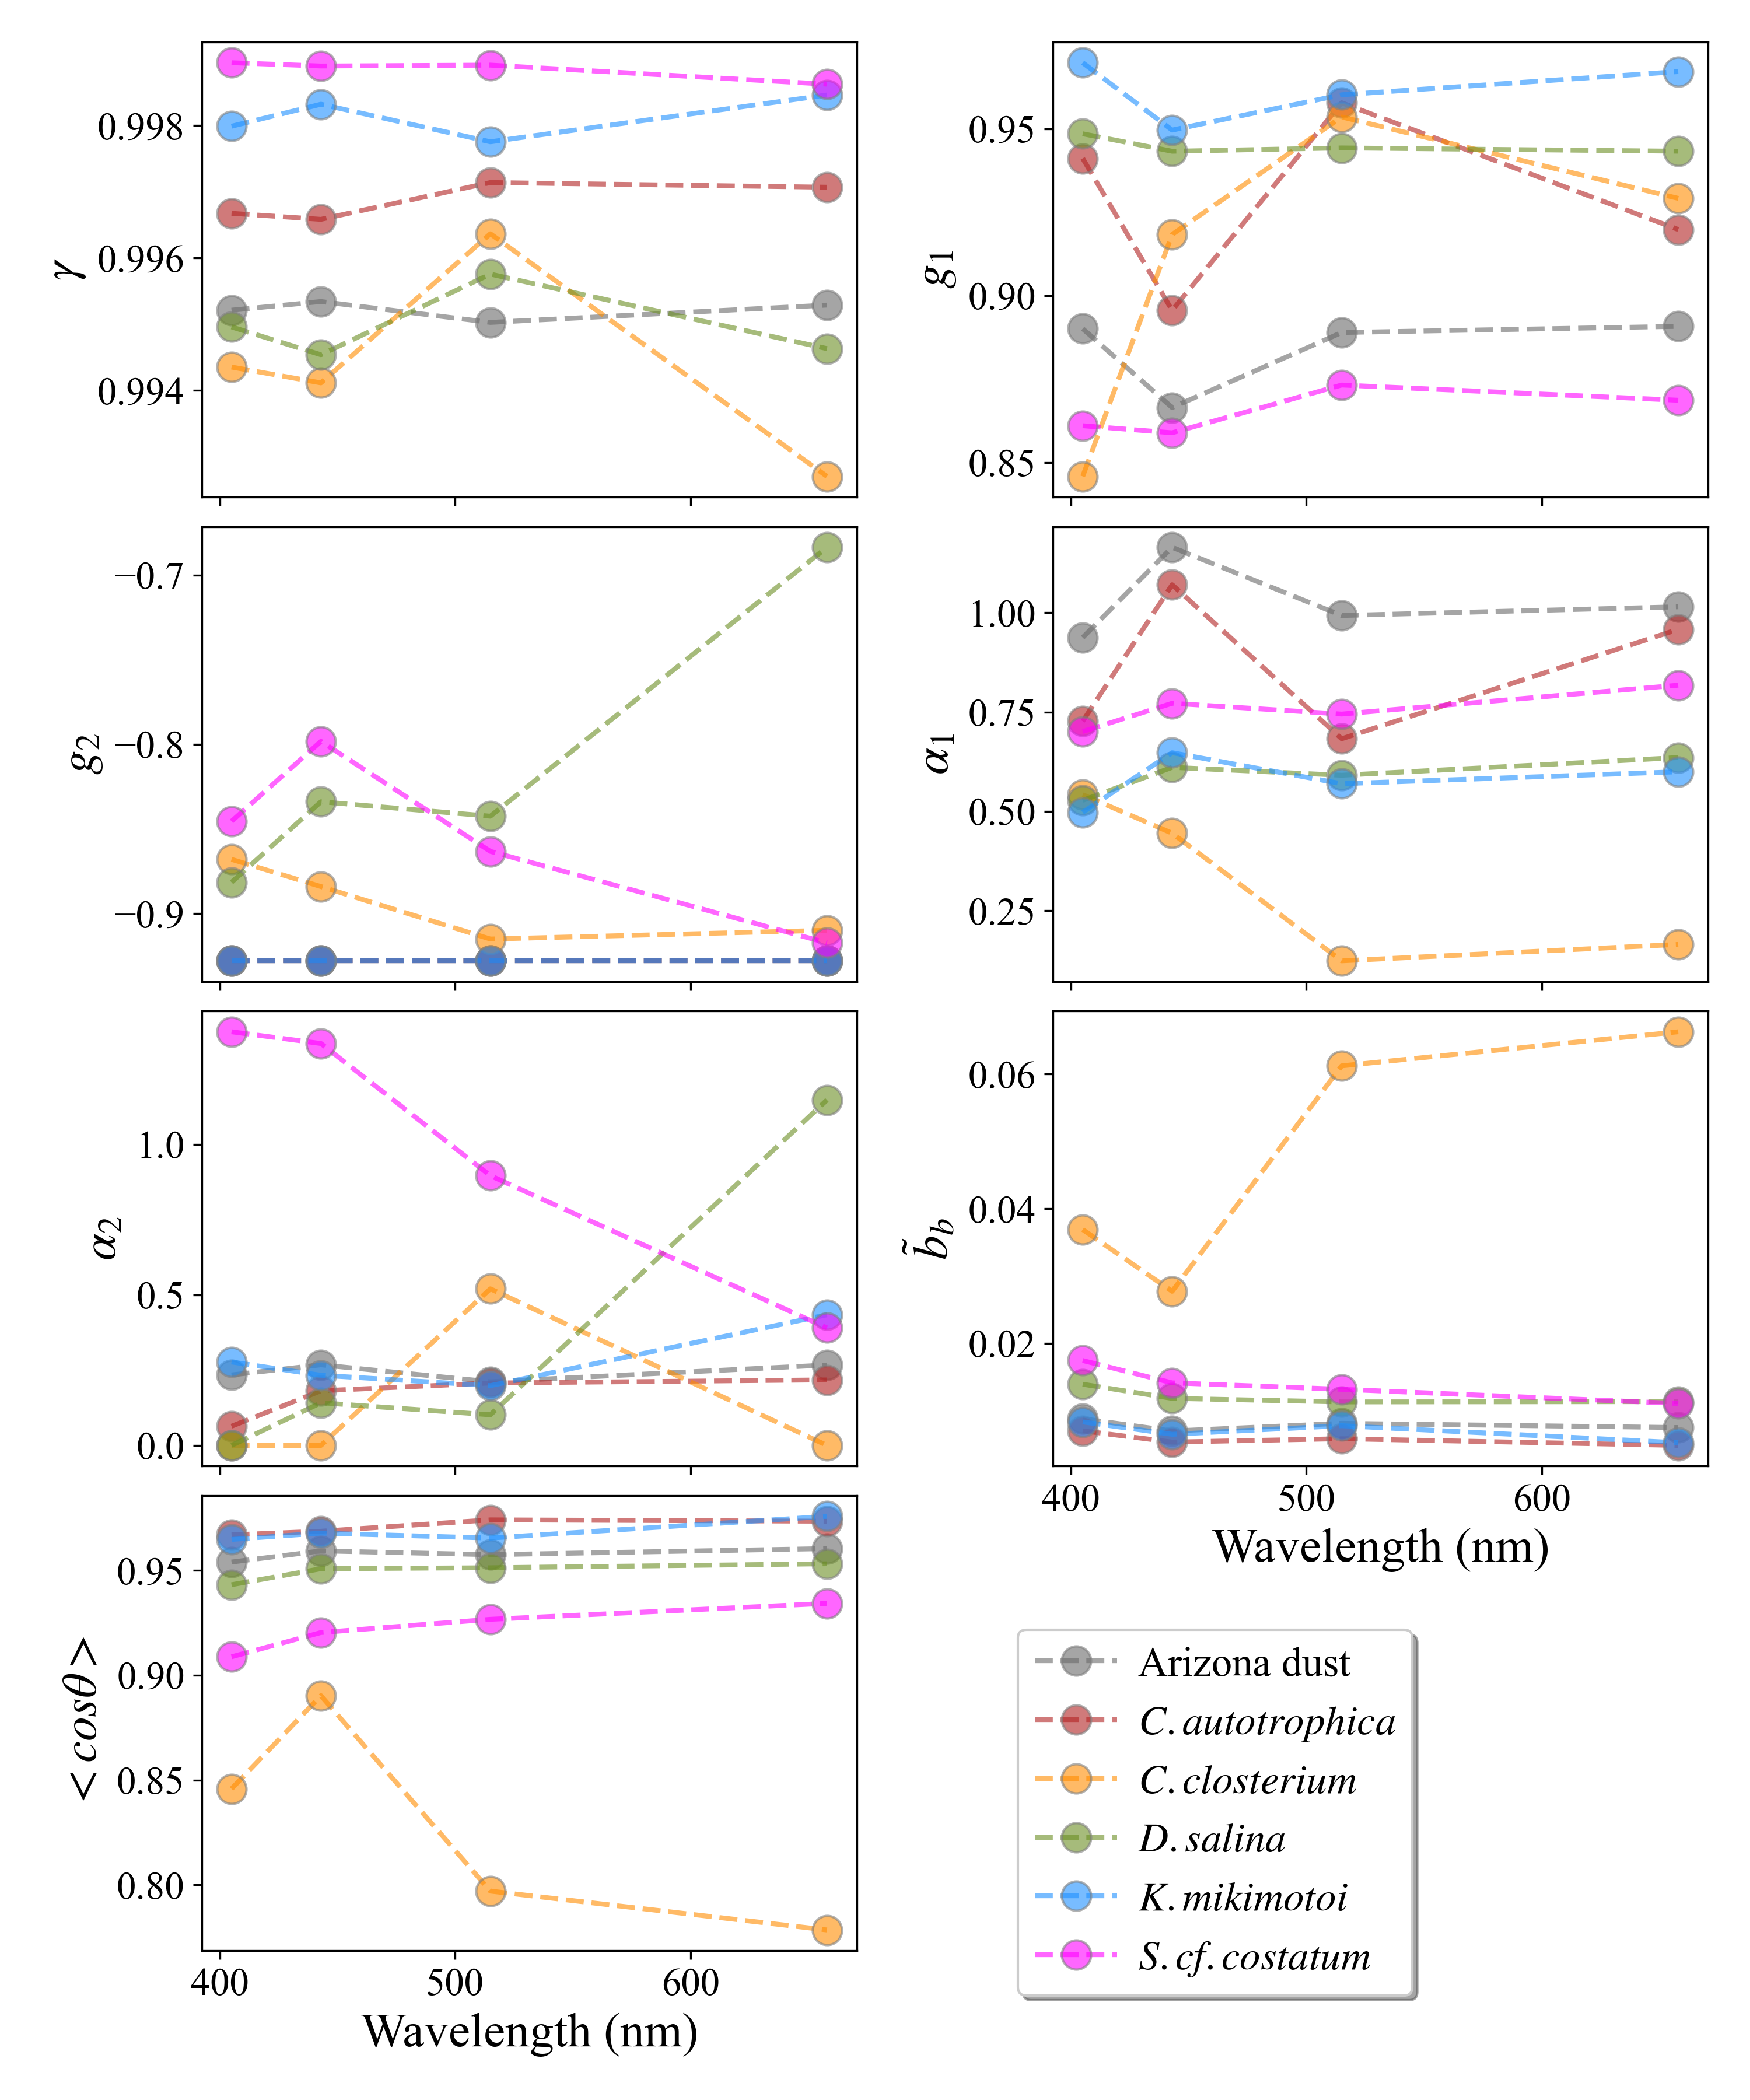 0.998
0.996
0.994
γ
0.95
0.90
0.85
g1
−0.7
−0.8
−0.9
g2
1.00
0.75
0.50
0.25
α1
1.0
0.5
0.0
α2
0.06
0.04
0.02
b̃b
400 500 600
Wavelength (nm)
0.95
0.90
0.85
0.80
< cosθ >
400 500 600
Wavelength (nm)
Arizona dust
C. autotrophica
C. closterium
D. salina
K. mikimotoi
S. cf. costatum